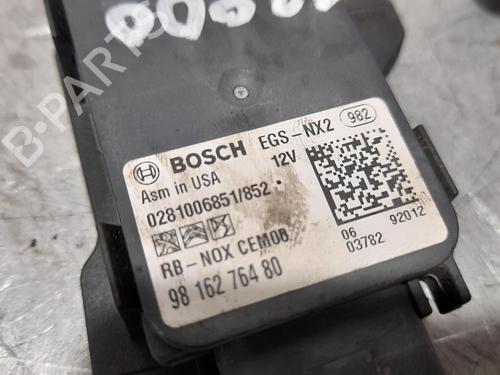 BOSCH EGS-NX2 982
Asm in USA 12V
0281006851/852
RB-NOX CEM08
98 162 764 80
06 92012
03782
B-PARTS